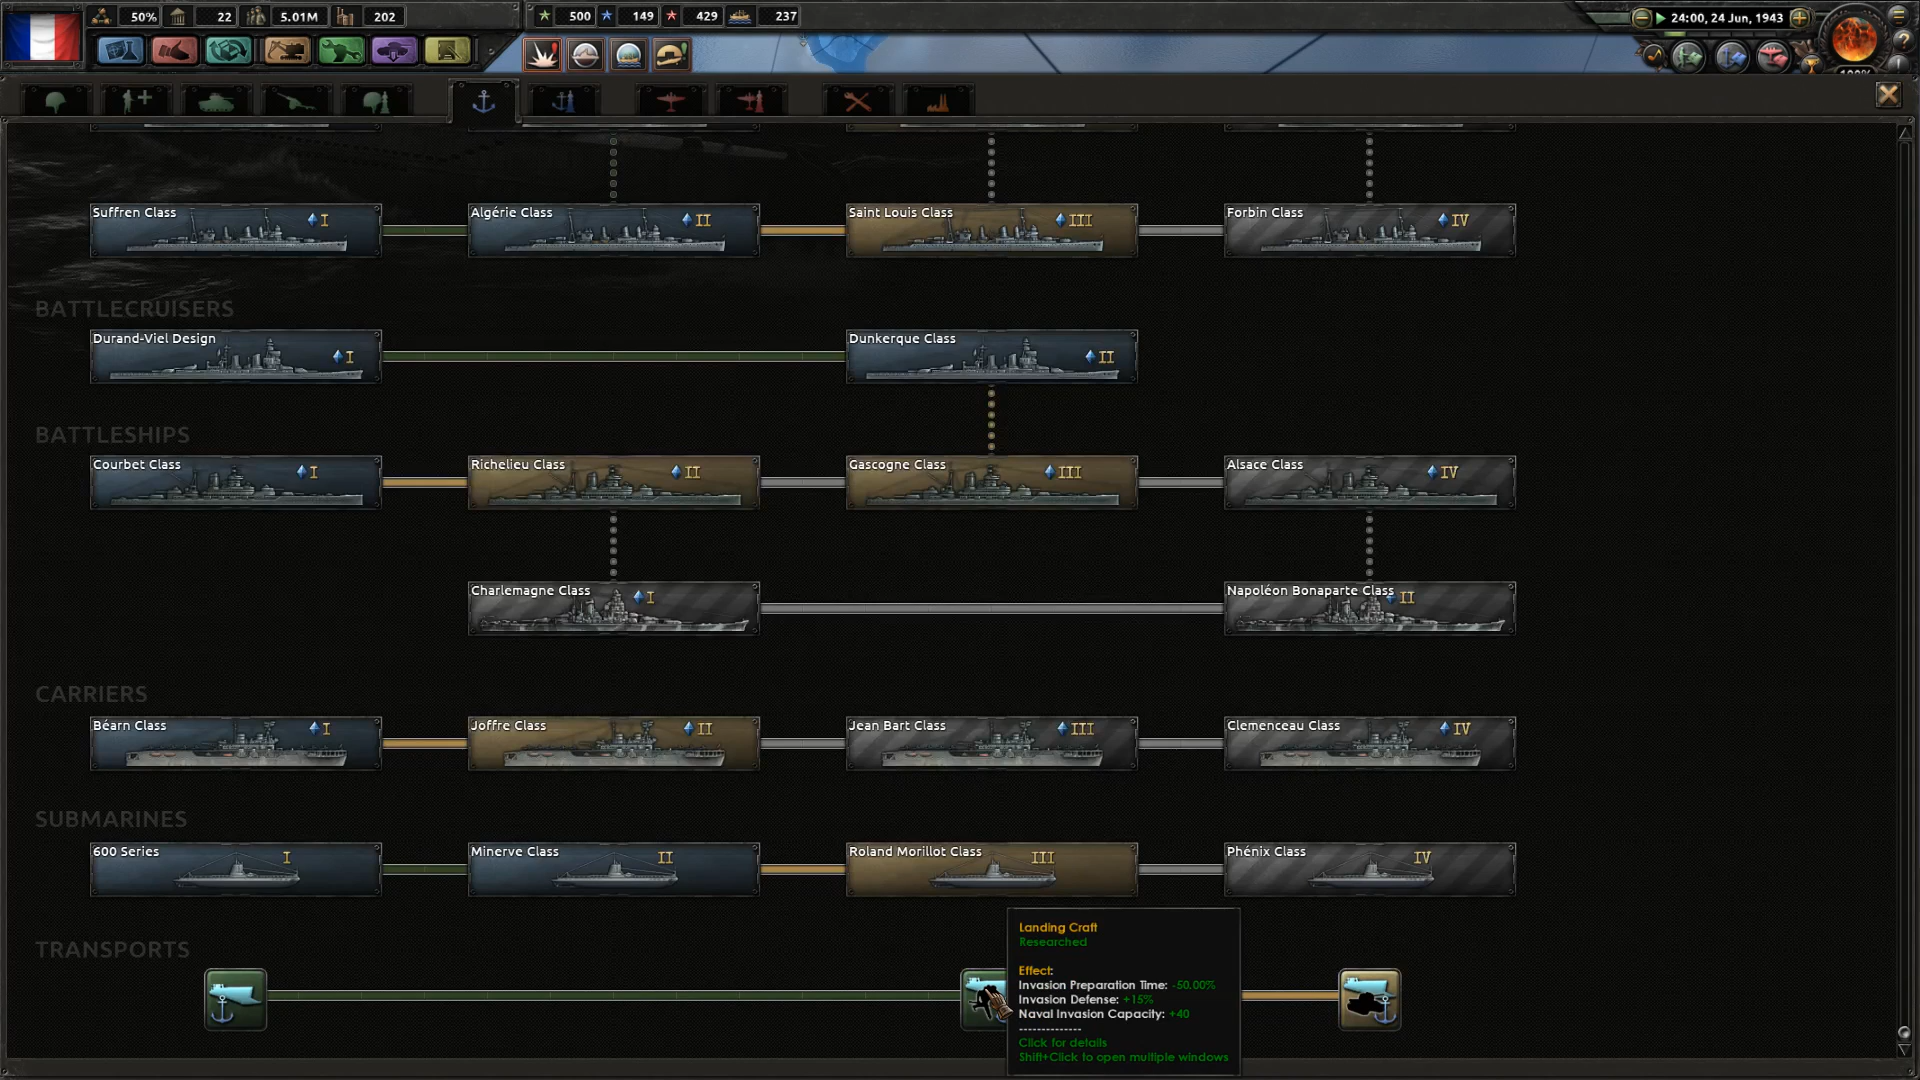 50%
22
5.01M
202
500
149
429
237
24:00, 24 Jun, 1943
Suffren Class I
Algérie Class II
Saint Louis Class III
Forbin Class IV
BATTLECRUISERS
Durand-Viel Design I
Dunkerque Class II
BATTLESHIPS
Courbet Class I
Richelieu Class II
Gascogne Class III
Alsace Class IV
Charlemagne Class I
Napoléon Bonaparte Class II
CARRIERS
Béarn Class I
Joffre Class II
Jean Bart Class III
Clemenceau Class IV
SUBMARINES
600 Series I
Minerve Class II
Roland Morillot Class III
Phénix Class IV
TRANSPORTS
Landing Craft
Researched
Effect:
Invasion Preparation Time: -50.00%
Invasion Defense: +15%
Naval Invasion Capacity: +40
--------------
Click for details
Shift+Click to open multiple windows